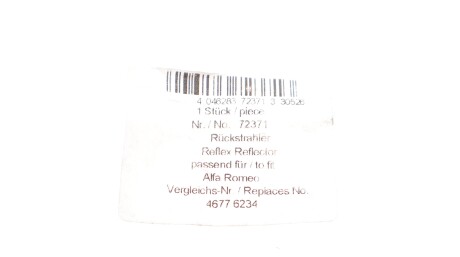 4 046283 72371 3 30526
1 Stück / piece
Nr. / No. 72371
Rückstrahler
Reflex Reflector
passend für / to fit
Alfa Romeo
Vergleichs-Nr. / Replaces No.
4677 6234